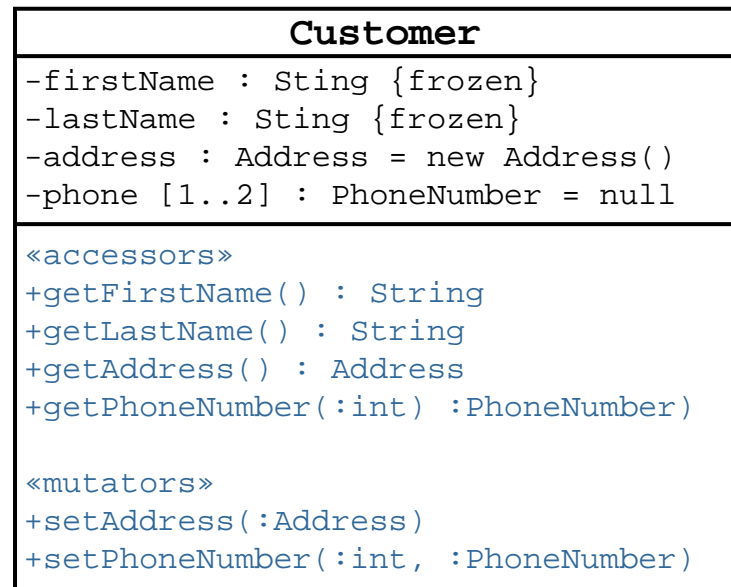 Customer
-firstName : Sting {frozen}
-lastName : Sting {frozen}
-address : Address = new Address()
-phone [1..2] : PhoneNumber = null
«accessors»
+getFirstName() : String
+getLastName() : String
+getAddress() : Address
+getPhoneNumber(:int) :PhoneNumber)
«mutators»
+setAddress(:Address)
+setPhoneNumber(:int, :PhoneNumber)